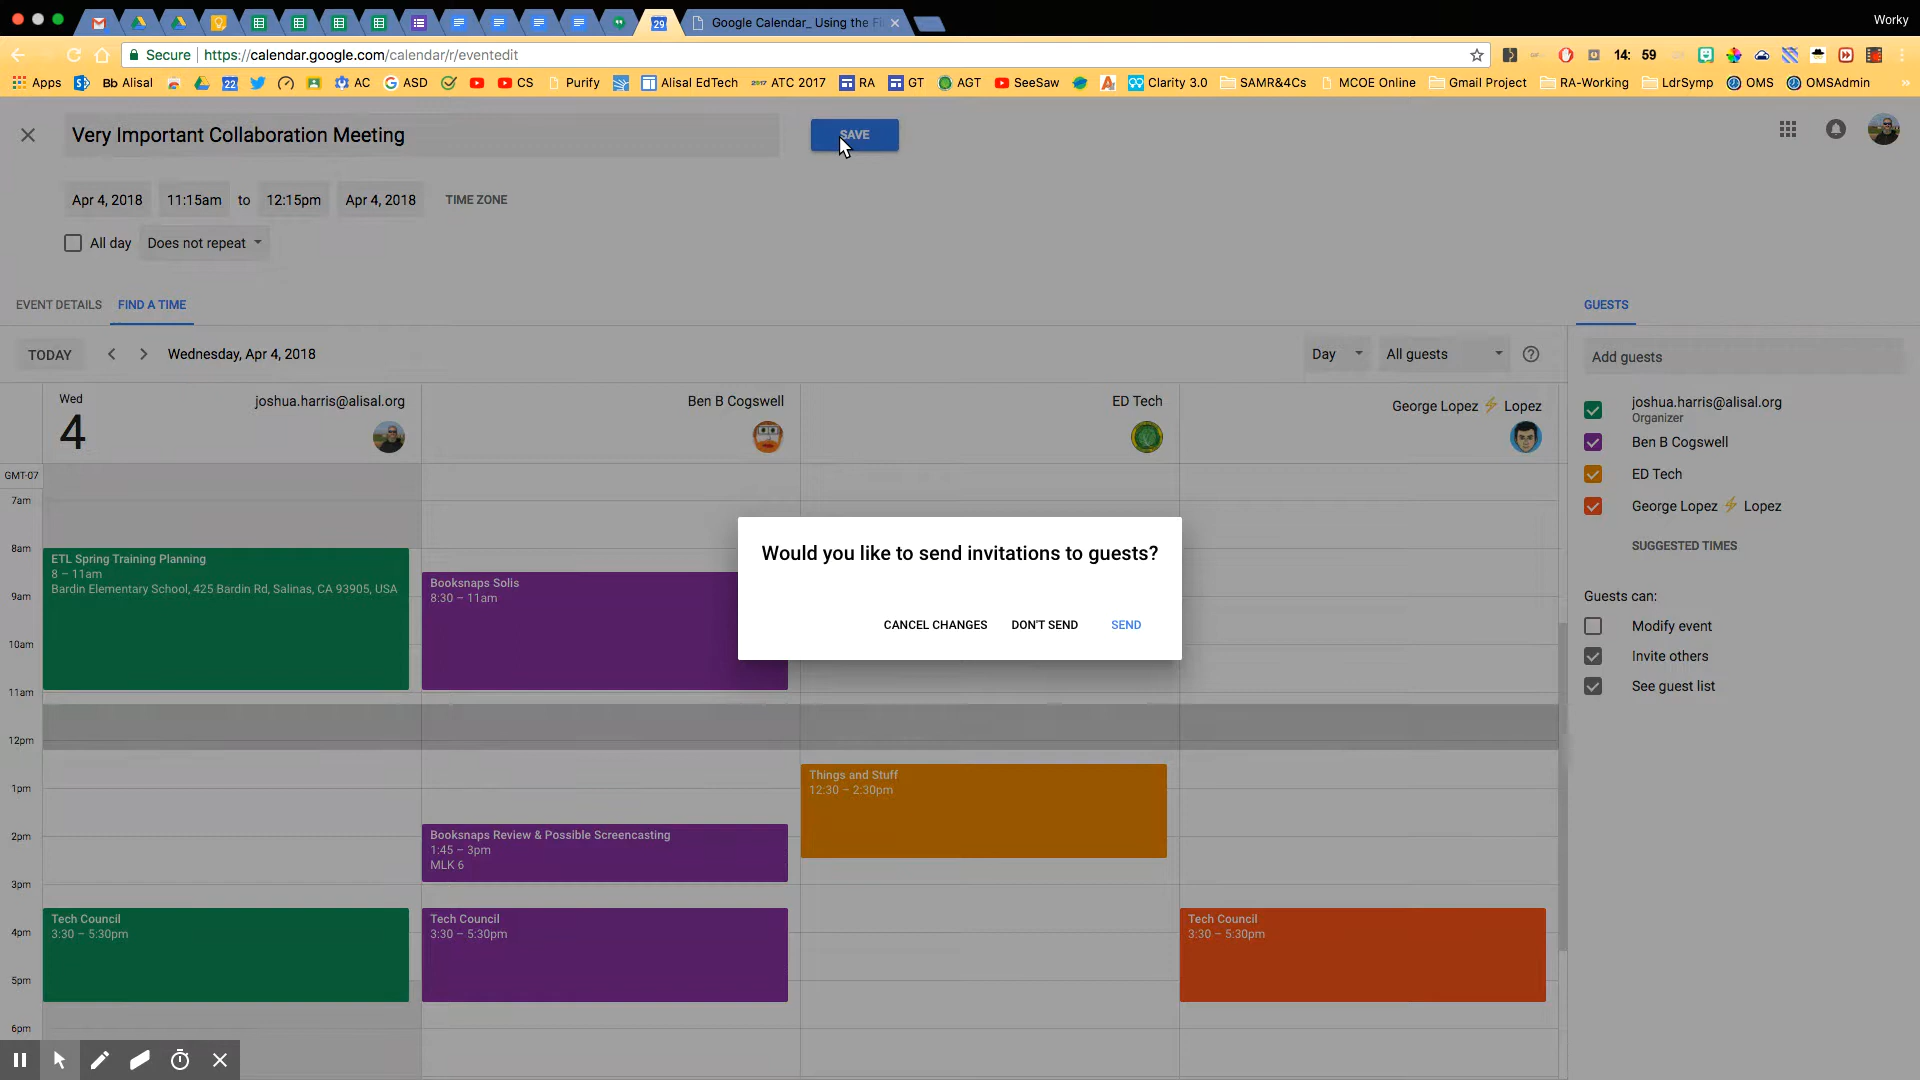 Google Calendar_ Using the Fi
Worky
Secure https://calendar.google.com/calendar/r/eventedit
14: 59
Apps Bb Alisal 22 AC ASD CS Purify Alisal EdTech 2017 ATC 2017 RA GT AGT SeeSaw Clarity 3.0 SAMR&4Cs MCOE Online Gmail Project RA-Working LdrSymp OMS OMSAdmin »
Very Important Collaboration Meeting
SAVE
Apr 4, 2018 11:15am to 12:15pm Apr 4, 2018 TIME ZONE
All day Does not repeat
EVENT DETAILS FIND A TIME
GUESTS
TODAY Wednesday, Apr 4, 2018 Day All guests
Add guests
Wed
4
joshua.harris@alisal.org
Ben B Cogswell
ED Tech
George Lopez ⚡ Lopez
joshua.harris@alisal.org
Organizer
Ben B Cogswell
ED Tech
George Lopez ⚡ Lopez
SUGGESTED TIMES
Guests can:
Modify event
Invite others
See guest list
GMT-07
7am
8am
9am
10am
11am
12pm
1pm
2pm
3pm
4pm
5pm
6pm
ETL Spring Training Planning
8 – 11am
Bardin Elementary School, 425 Bardin Rd, Salinas, CA 93905, USA
Booksnaps Solis
8:30 – 11am
Would you like to send invitations to guests?
CANCEL CHANGES DON'T SEND SEND
Things and Stuff
12:30 – 2:30pm
Booksnaps Review & Possible Screencasting
1:45 – 3pm
MLK 6
Tech Council
3:30 – 5:30pm
Tech Council
3:30 – 5:30pm
Tech Council
3:30 – 5:30pm